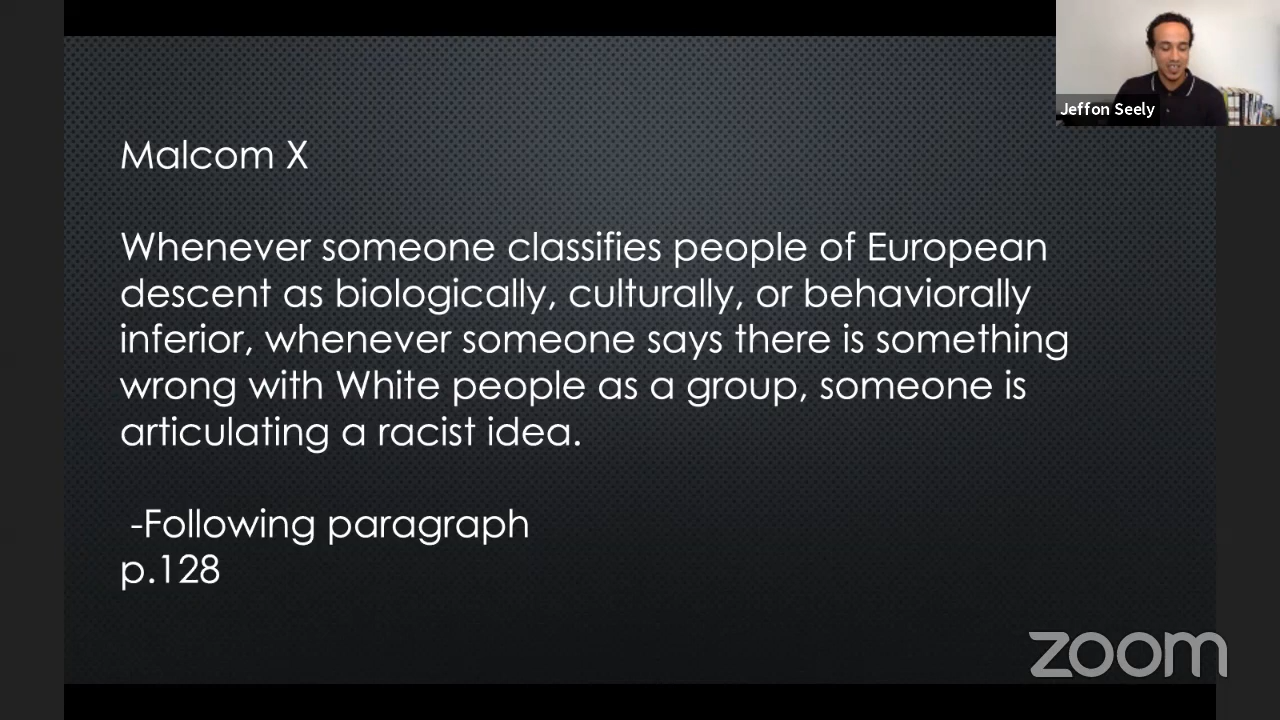 Jeffon Seely
Malcom X
Whenever someone classifies people of European
descent as biologically, culturally, or behaviorally
inferior, whenever someone says there is something
wrong with White people as a group, someone is
articulating a racist idea.
-Following paragraph
p.128
zoom